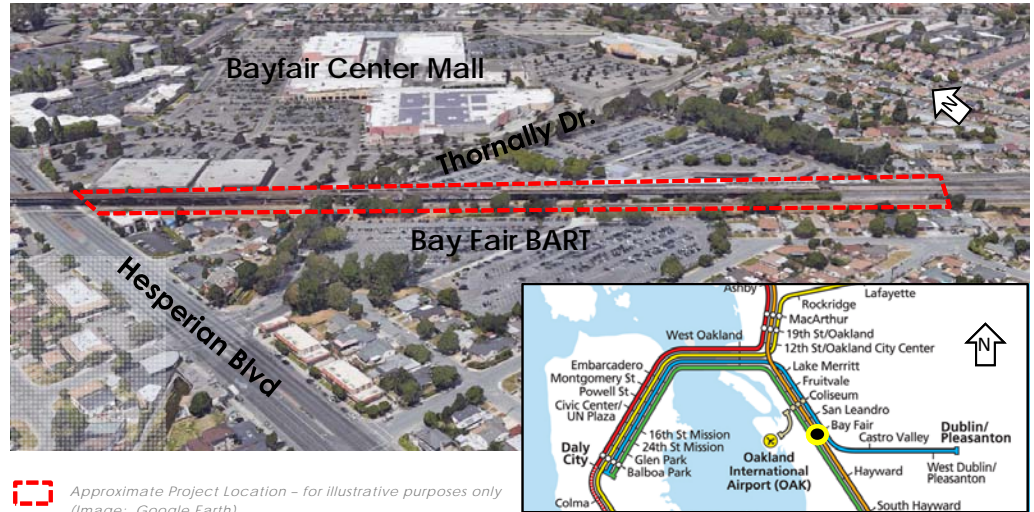 Bayfair Center Mall
N
Thornally Dr.
Bay Fair BART
Hesperian Blvd
Ashby
Lafayette
Rockridge
MacArthur
19th St/Oakland
12th St/Oakland City Center
West Oakland
N
Lake Merritt
Fruitvale
Coliseum
San Leandro
Bay Fair
Castro Valley
Dublin/
Pleasanton
West Dublin/
Pleasanton
Embarcadero
Montgomery St
Powell St
Civic Center/
UN Plaza
16th St Mission
24th St Mission
Glen Park
Balboa Park
Daly
City
Colma
Oakland
International
Airport (OAK)
Hayward
South Hayward
Approximate Project Location – for illustrative purposes only
(Image: Google Earth)